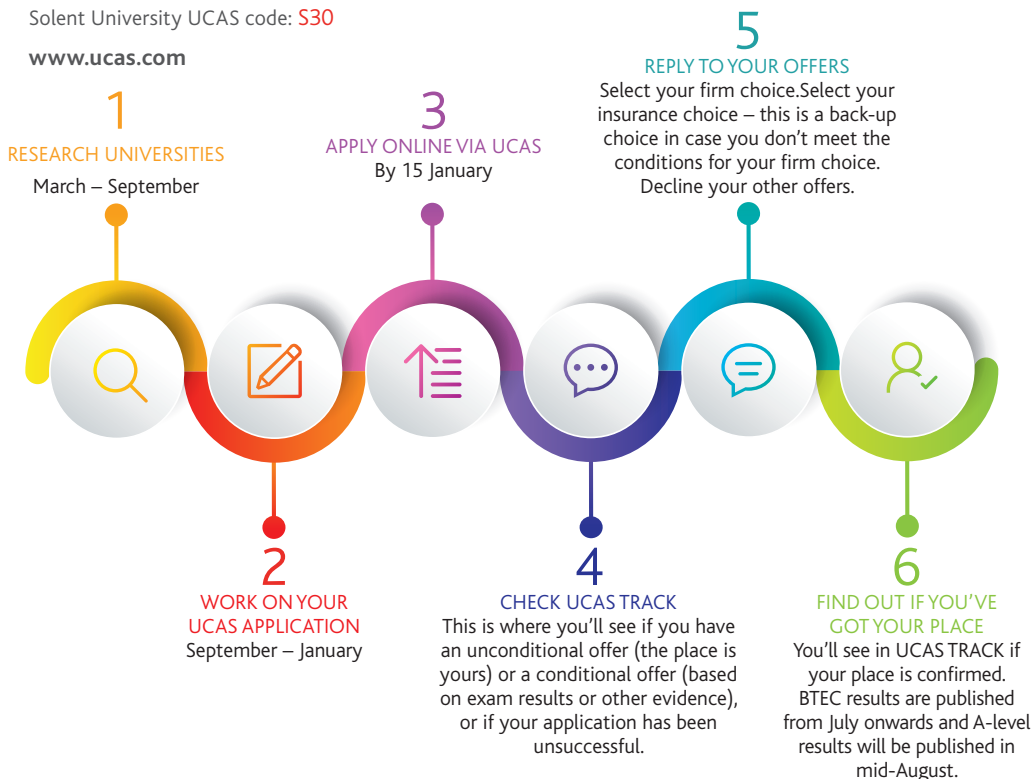 Solent University UCAS code: S30
www.ucas.com
1
RESEARCH UNIVERSITIES
March – September
2
WORK ON YOUR
UCAS APPLICATION
September – January
3
APPLY ONLINE VIA UCAS
By 15 January
4
CHECK UCAS TRACK
This is where you'll see if you have
an unconditional offer (the place is
yours) or a conditional offer (based
on exam results or other evidence),
or if your application has been
unsuccessful.
5
REPLY TO YOUR OFFERS
Select your firm choice.Select your
insurance choice – this is a back-up
choice in case you don't meet the
conditions for your firm choice.
Decline your other offers.
6
FIND OUT IF YOU'VE
GOT YOUR PLACE
You'll see in UCAS TRACK if
your place is confirmed.
BTEC results are published
from July onwards and A-level
results will be published in
mid-August.